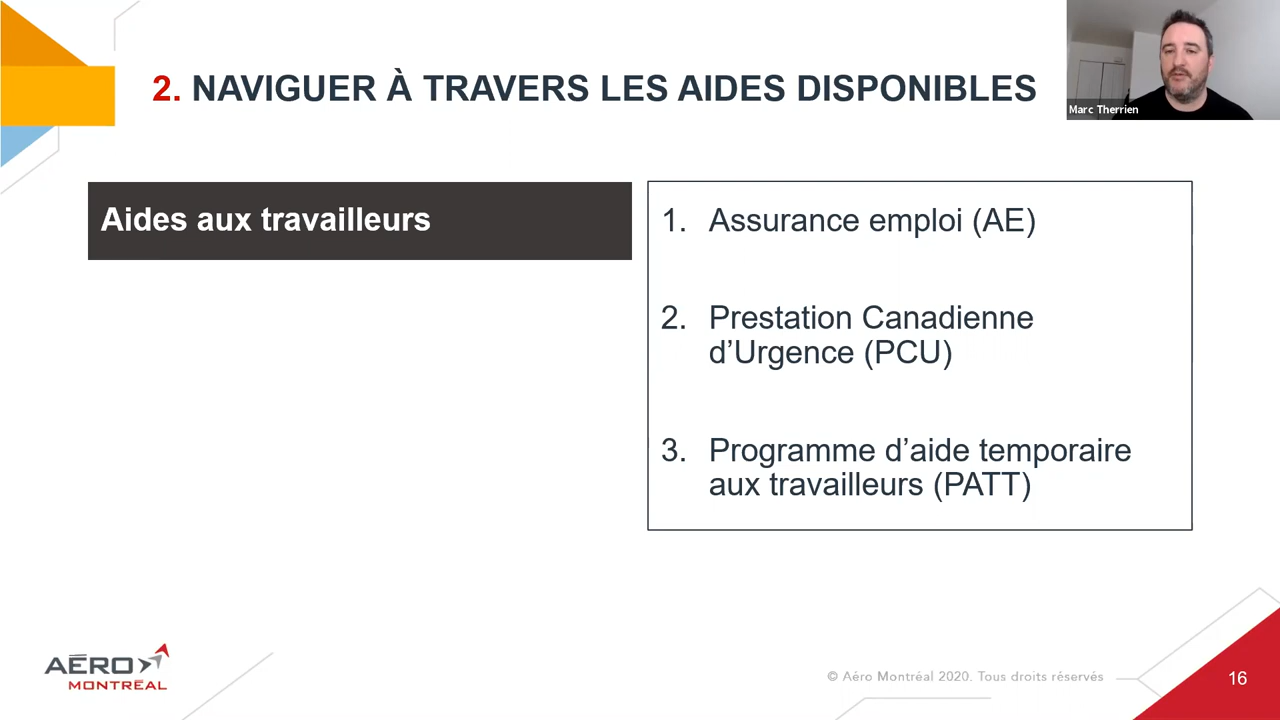 2. NAVIGUER À TRAVERS LES AIDES DISPONIBLES
Marc Therrien
Aides aux travailleurs
1. Assurance emploi (AE)
2. Prestation Canadienne
d’Urgence (PCU)
3. Programme d’aide temporaire
aux travailleurs (PATT)
AÉRO
MONTRÉAL
© Aéro Montréal 2020. Tous droits réservés
16